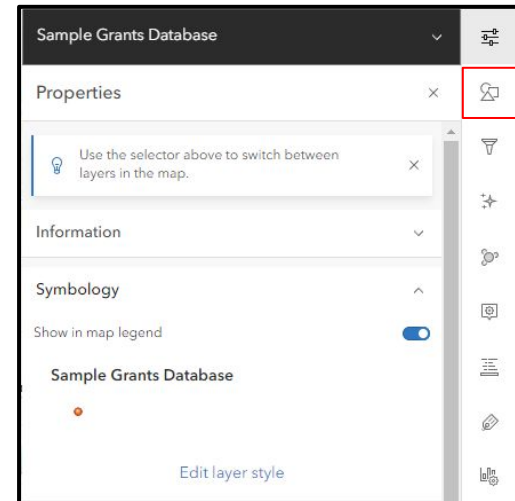 Sample Grants Database
Properties
Use the selector above to switch between
layers in the map.
Information
Symbology
Show in map legend
Sample Grants Database
Edit layer style